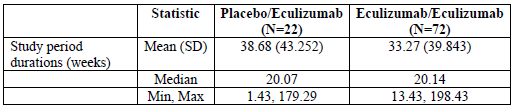 Statistic Placebo/Eculizumab Eculizumab/Eculizumab
(N=22) (N=72)
Study period Mean (SD) 38.68 (43.252) 33.27 (39.843)
durations (weeks)
Median 20.07 20.14
Min, Max 1.43, 179.29 13.43, 198.43